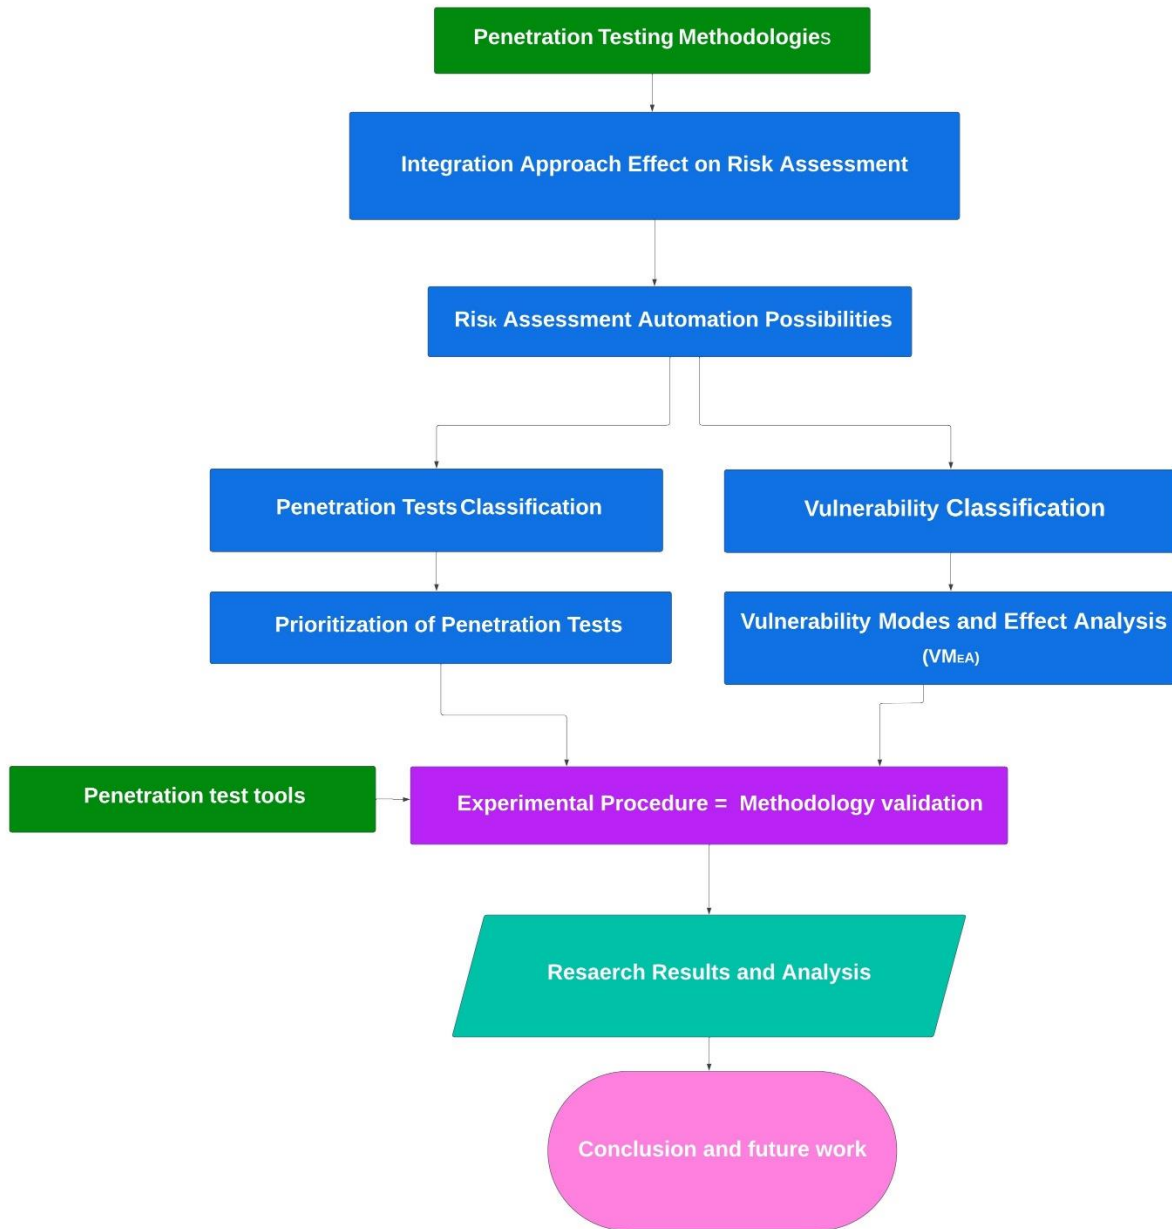 Penetration Testing Methodologies
Integration Approach Effect on Risk Assessment
Risk Assessment Automation Possibilities
Penetration Tests Classification
Vulnerability Classification
Prioritization of Penetration Tests
Vulnerability Modes and Effect Analysis
(VMEA)
Penetration test tools
Experimental Procedure = Methodology validation
Resaerch Results and Analysis
Conclusion and future work